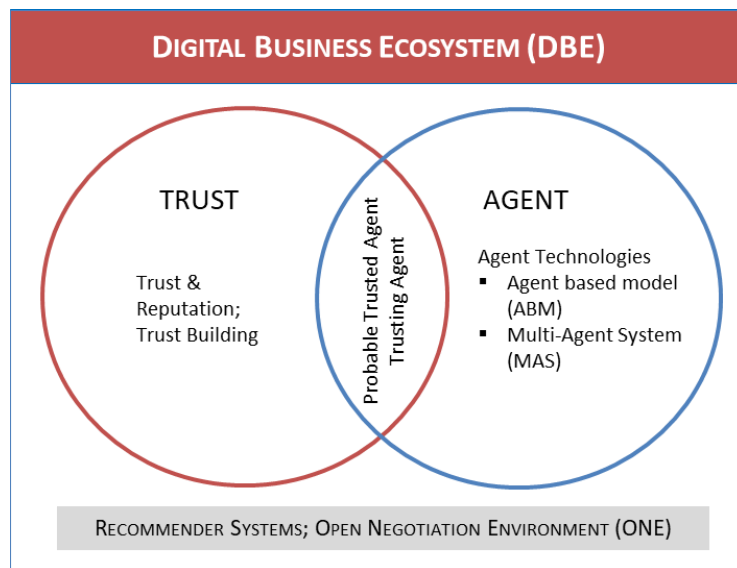 DIGITAL BUSINESS ECOSYSTEM (DBE)
TRUST
Trust &
Reputation;
Trust Building
Probable Trusted Agent
Trusting Agent
AGENT
Agent Technologies
▪ Agent based model
(ABM)
▪ Multi-Agent System
(MAS)
RECOMMENDER SYSTEMS; OPEN NEGOTIATION ENVIRONMENT (ONE)